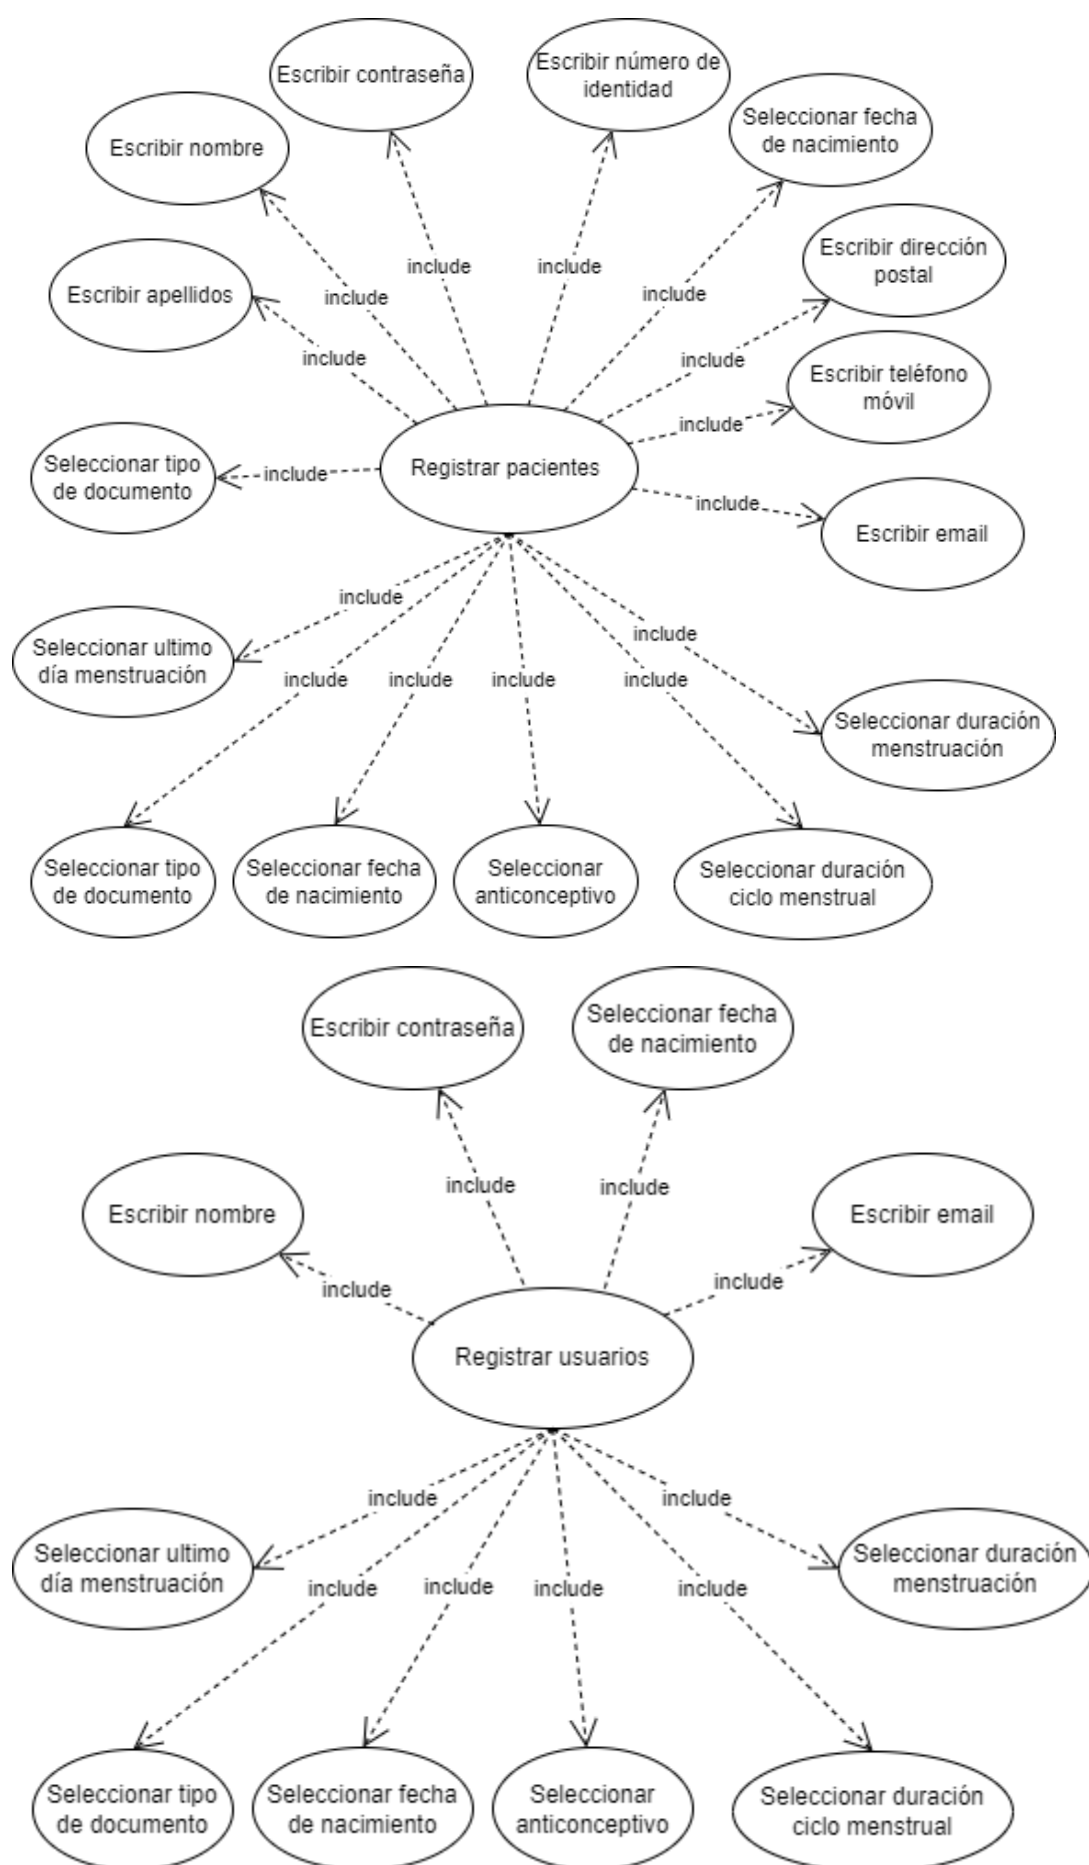 Escribir contraseña
Escribir número de
identidad
Seleccionar fecha
de nacimiento
Escribir nombre
Escribir dirección
postal
include
include
Escribir apellidos
include
include
include
include
Escribir teléfono
móvil
include
Seleccionar tipo
de documento
include
Registrar pacientes
include
Escribir email
include
include
Seleccionar ultimo
día menstruación
include
include
include
include
Seleccionar duración
menstruación
Seleccionar tipo
de documento
Seleccionar fecha
de nacimiento
Seleccionar
anticonceptivo
Seleccionar duración
ciclo menstrual
Escribir contraseña
Seleccionar fecha
de nacimiento
include
include
Escribir nombre
Escribir email
include
include
Registrar usuarios
include
include
Seleccionar ultimo
día menstruación
include
include
include
include
Seleccionar duración
menstruación
Seleccionar tipo
de documento
Seleccionar fecha
de nacimiento
Seleccionar
anticonceptivo
Seleccionar duración
ciclo menstrual